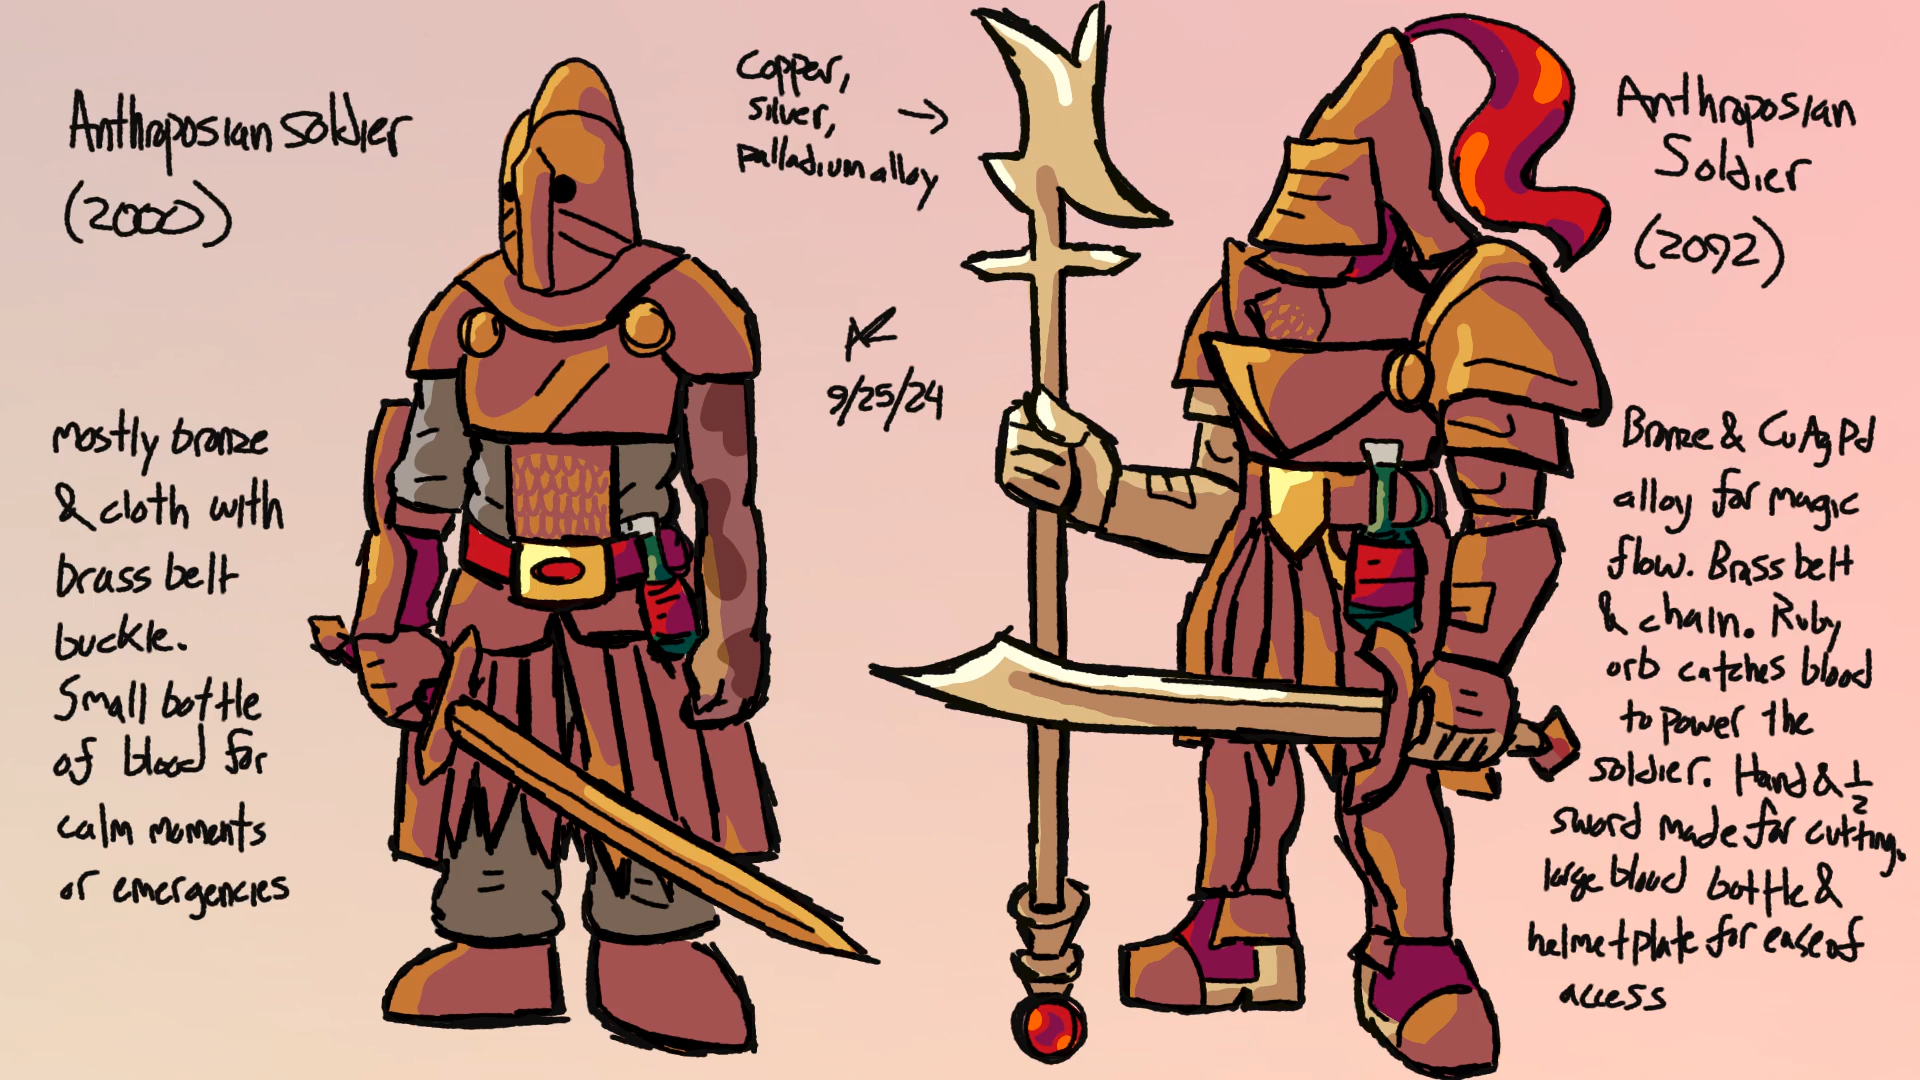 Anthroposian soldier
(2000)
mostly bronze
& cloth with
brass belt
buckle.
Small bottle
of blood for
calm moments
or emergencies
Copper,
silver,
palladium alloy
9/25/24
Anthroposian
Soldier
(2092)
Bronze & CuAgPd
alloy for magic
flow. Brass belt
& chain. Ruby
orb catches blood
to power the
soldier. Hand & 1/2
sword made for cutting.
large blood bottle &
helmet plate for ease of
access